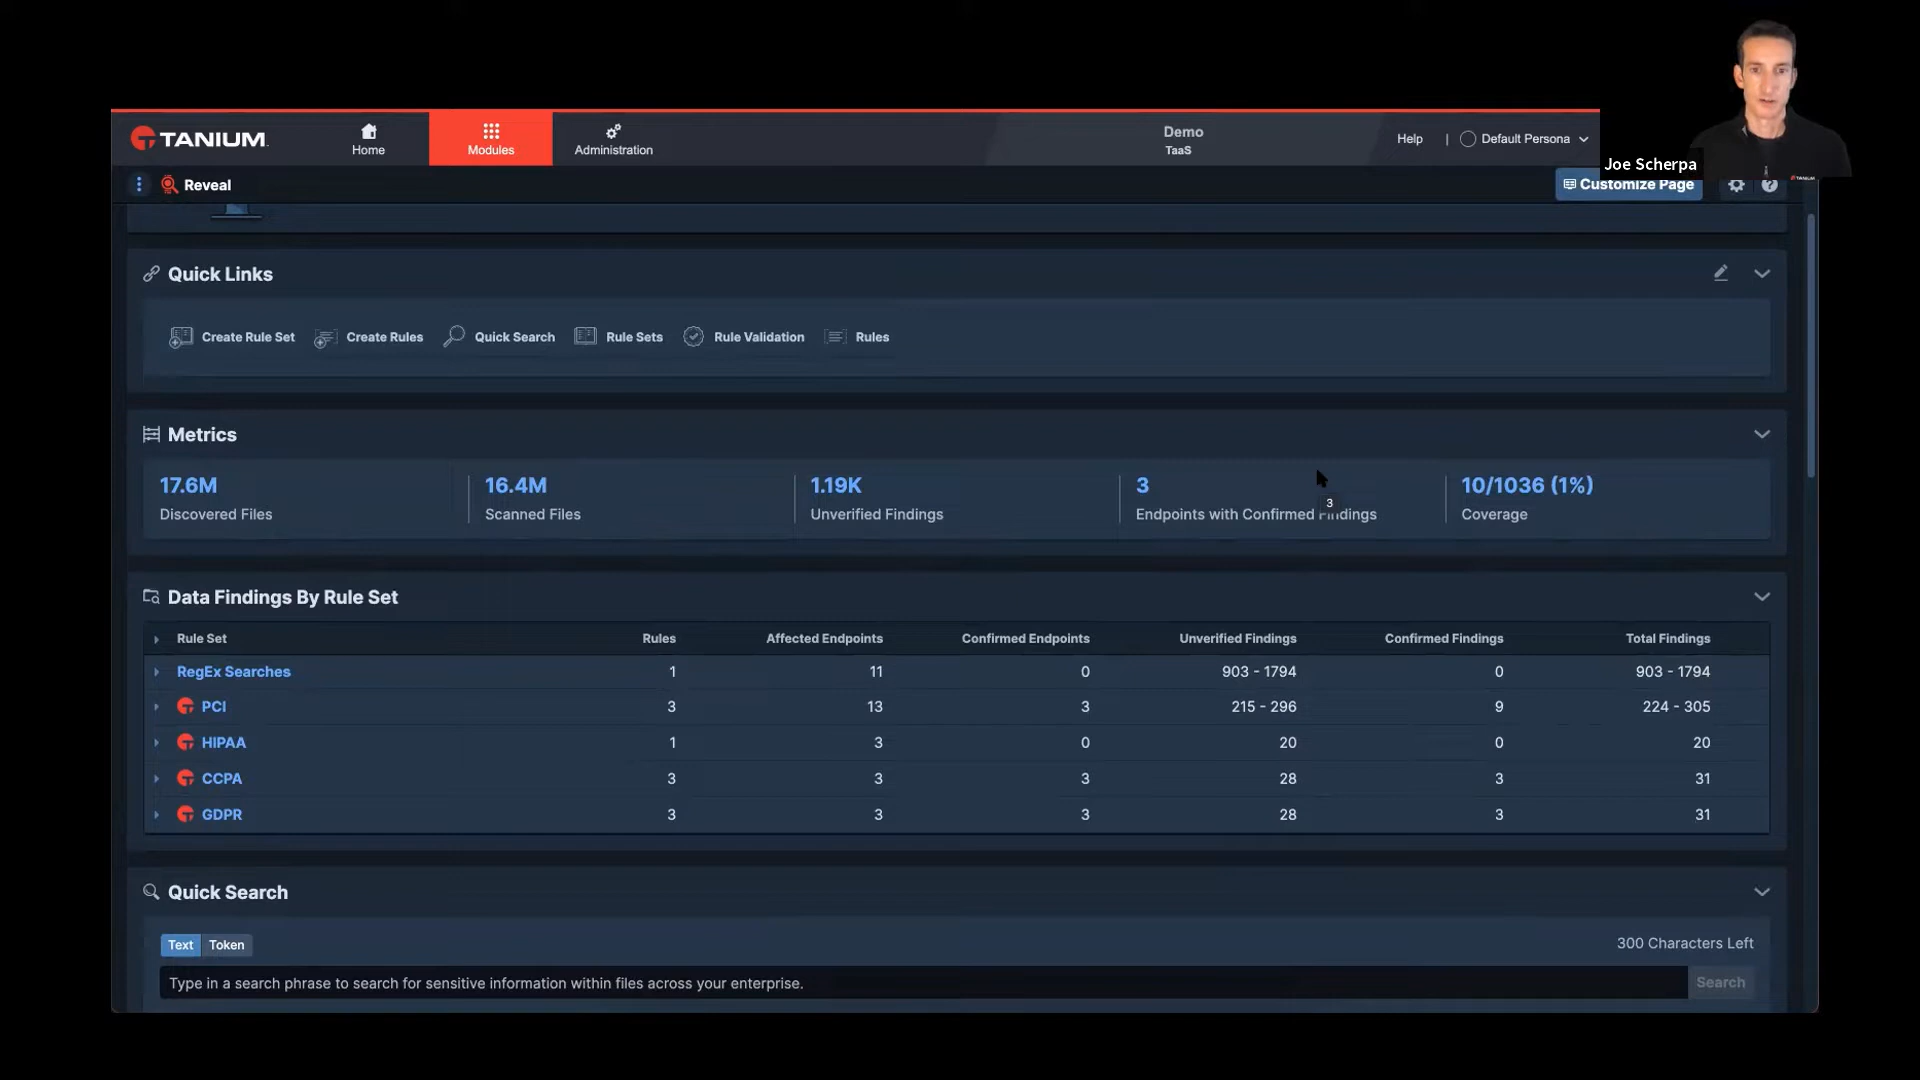 TANIUM
Home
Modules
Administration
Demo
TaaS
Help | Default Persona
Joe Scherpa
Reveal
Customize Page
Quick Links
Create Rule Set Create Rules Quick Search Rule Sets Rule Validation Rules
Metrics
17.6M 16.4M 1.19K 3 10/1036 (1%)
3
Discovered Files Scanned Files Unverified Findings Endpoints with Confirmed Findings Coverage
Data Findings By Rule Set
Rule Set Rules Affected Endpoints Confirmed Endpoints Unverified Findings Confirmed Findings Total Findings
RegEx Searches 1 11 0 903 - 1794 0 903 - 1794
PCI 3 13 3 215 - 296 9 224 - 305
HIPAA 1 3 0 20 0 20
CCPA 3 3 3 28 3 31
GDPR 3 3 3 28 3 31
Quick Search
Text Token 300 Characters Left
Type in a search phrase to search for sensitive information within files across your enterprise. Search